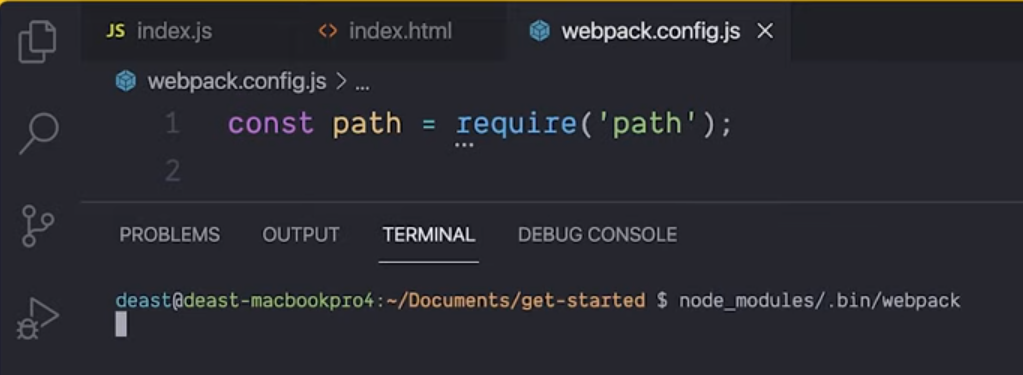 JS index.js <> index.html webpack.config.js ×
webpack.config.js > ...
1 const path = require('path');
2
PROBLEMS OUTPUT TERMINAL DEBUG CONSOLE
deast@deast-macbookpro4:~/Documents/get-started $ node_modules/.bin/webpack